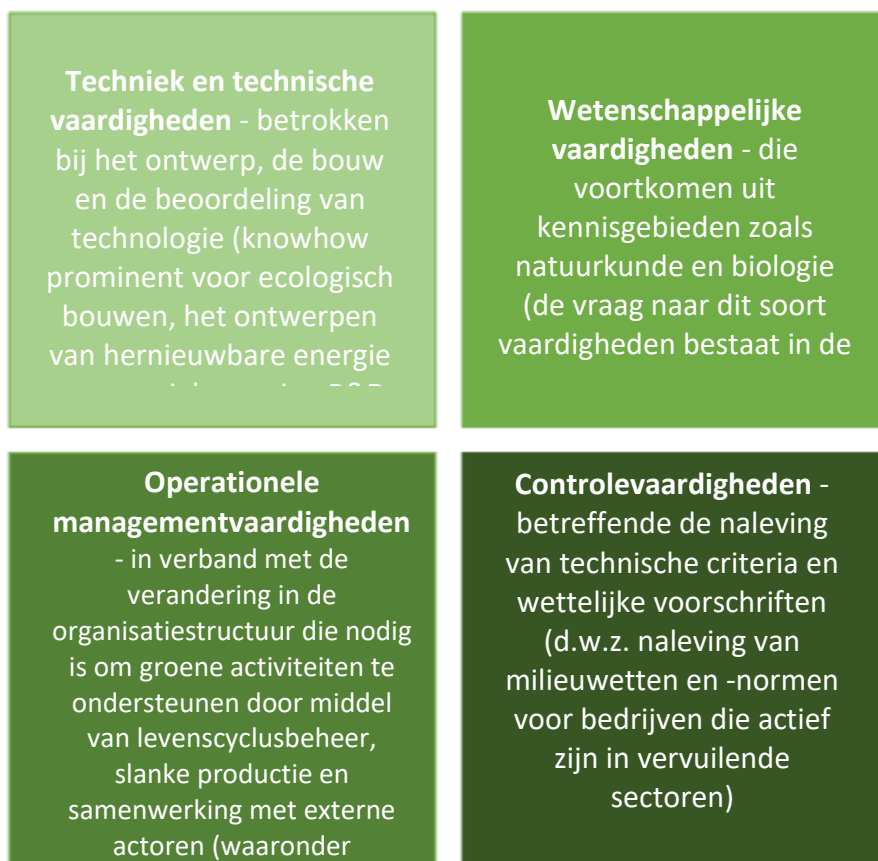 Techniek en technische
vaardigheden - betrokken
bij het ontwerp, de bouw
en de beoordeling van
technologie (knowhow
prominent voor ecologisch
bouwen, het ontwerpen
van hernieuwbare energie
Wetenschappelijke
vaardigheden - die
voortkomen uit
kennisgebieden zoals
natuurkunde en biologie
(de vraag naar dit soort
vaardigheden bestaat in de
Operationele
managementvaardigheden
- in verband met de
verandering in de
organisatiestructuur die nodig
is om groene activiteiten te
ondersteunen door middel
van levenscyclusbeheer,
slanke productie en
samenwerking met externe
actoren (waaronder
Controlevaardigheden -
betreffende de naleving
van technische criteria en
wettelijke voorschriften
(d.w.z. naleving van
milieuwetten en -normen
voor bedrijven die actief
zijn in vervuilende
sectoren)